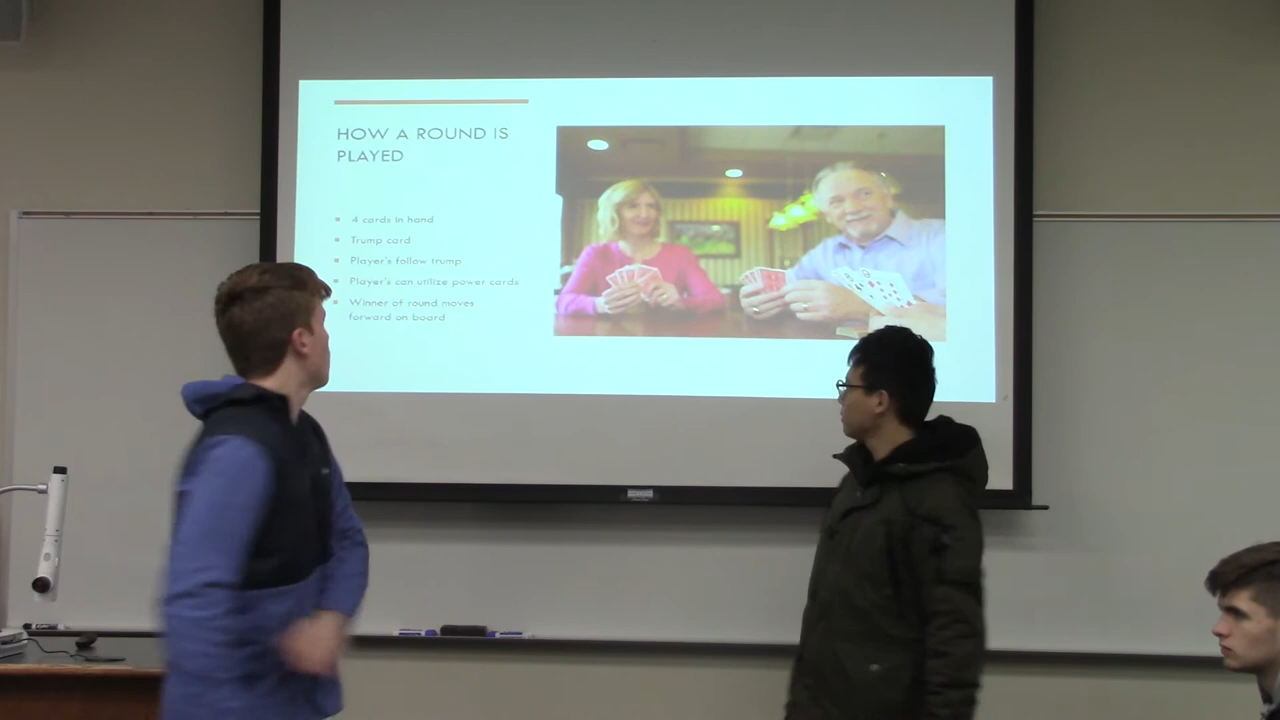 HOW A ROUND IS
PLAYED
4 cards in hand
Trump card
Player's follow trump
Player's can utilize power cards
Winner of round moves
forward on board